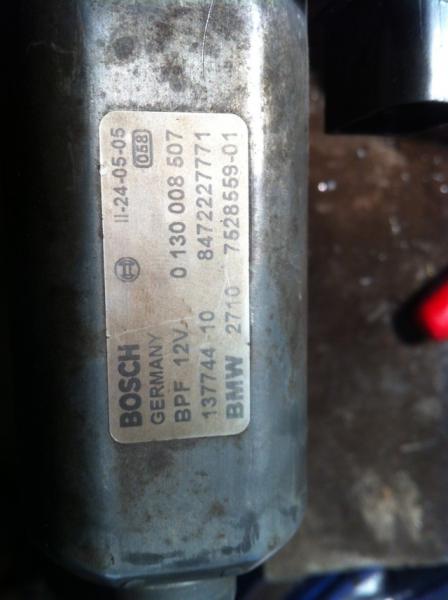 II-24-05-05
058
BOSCH
GERMANY
BPF 12V 0 130 008 507
137744 10 8472227771
BMW 2710 7528559-01